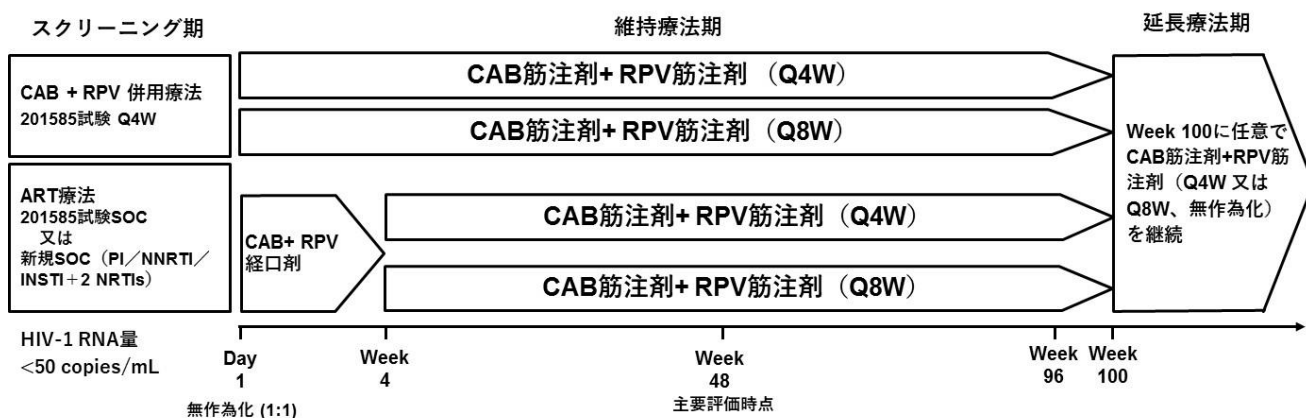 スクリーニング期
維持療法期
延長療法期
CAB + RPV 併用療法
201585試験 Q4W
CAB筋注剤+ RPV筋注剤 （Q4W）
CAB筋注剤+ RPV筋注剤（Q8W）
ART療法
201585試験SOC
又は
新規SOC（PI／NNRTI／
INSTI＋2 NRTIs）
CAB+ RPV
経口剤
CAB筋注剤+ RPV筋注剤（Q4W）
CAB筋注剤+ RPV筋注剤（Q8W）
Week 100に任意で
CAB筋注剤+RPV筋
注剤（Q4W 又は
Q8W、無作為化）
を継続
HIV-1 RNA量
<50 copies/mL
Day
1
無作為化 (1:1)
Week
4
Week
48
主要評価時点
Week
96
Week
100